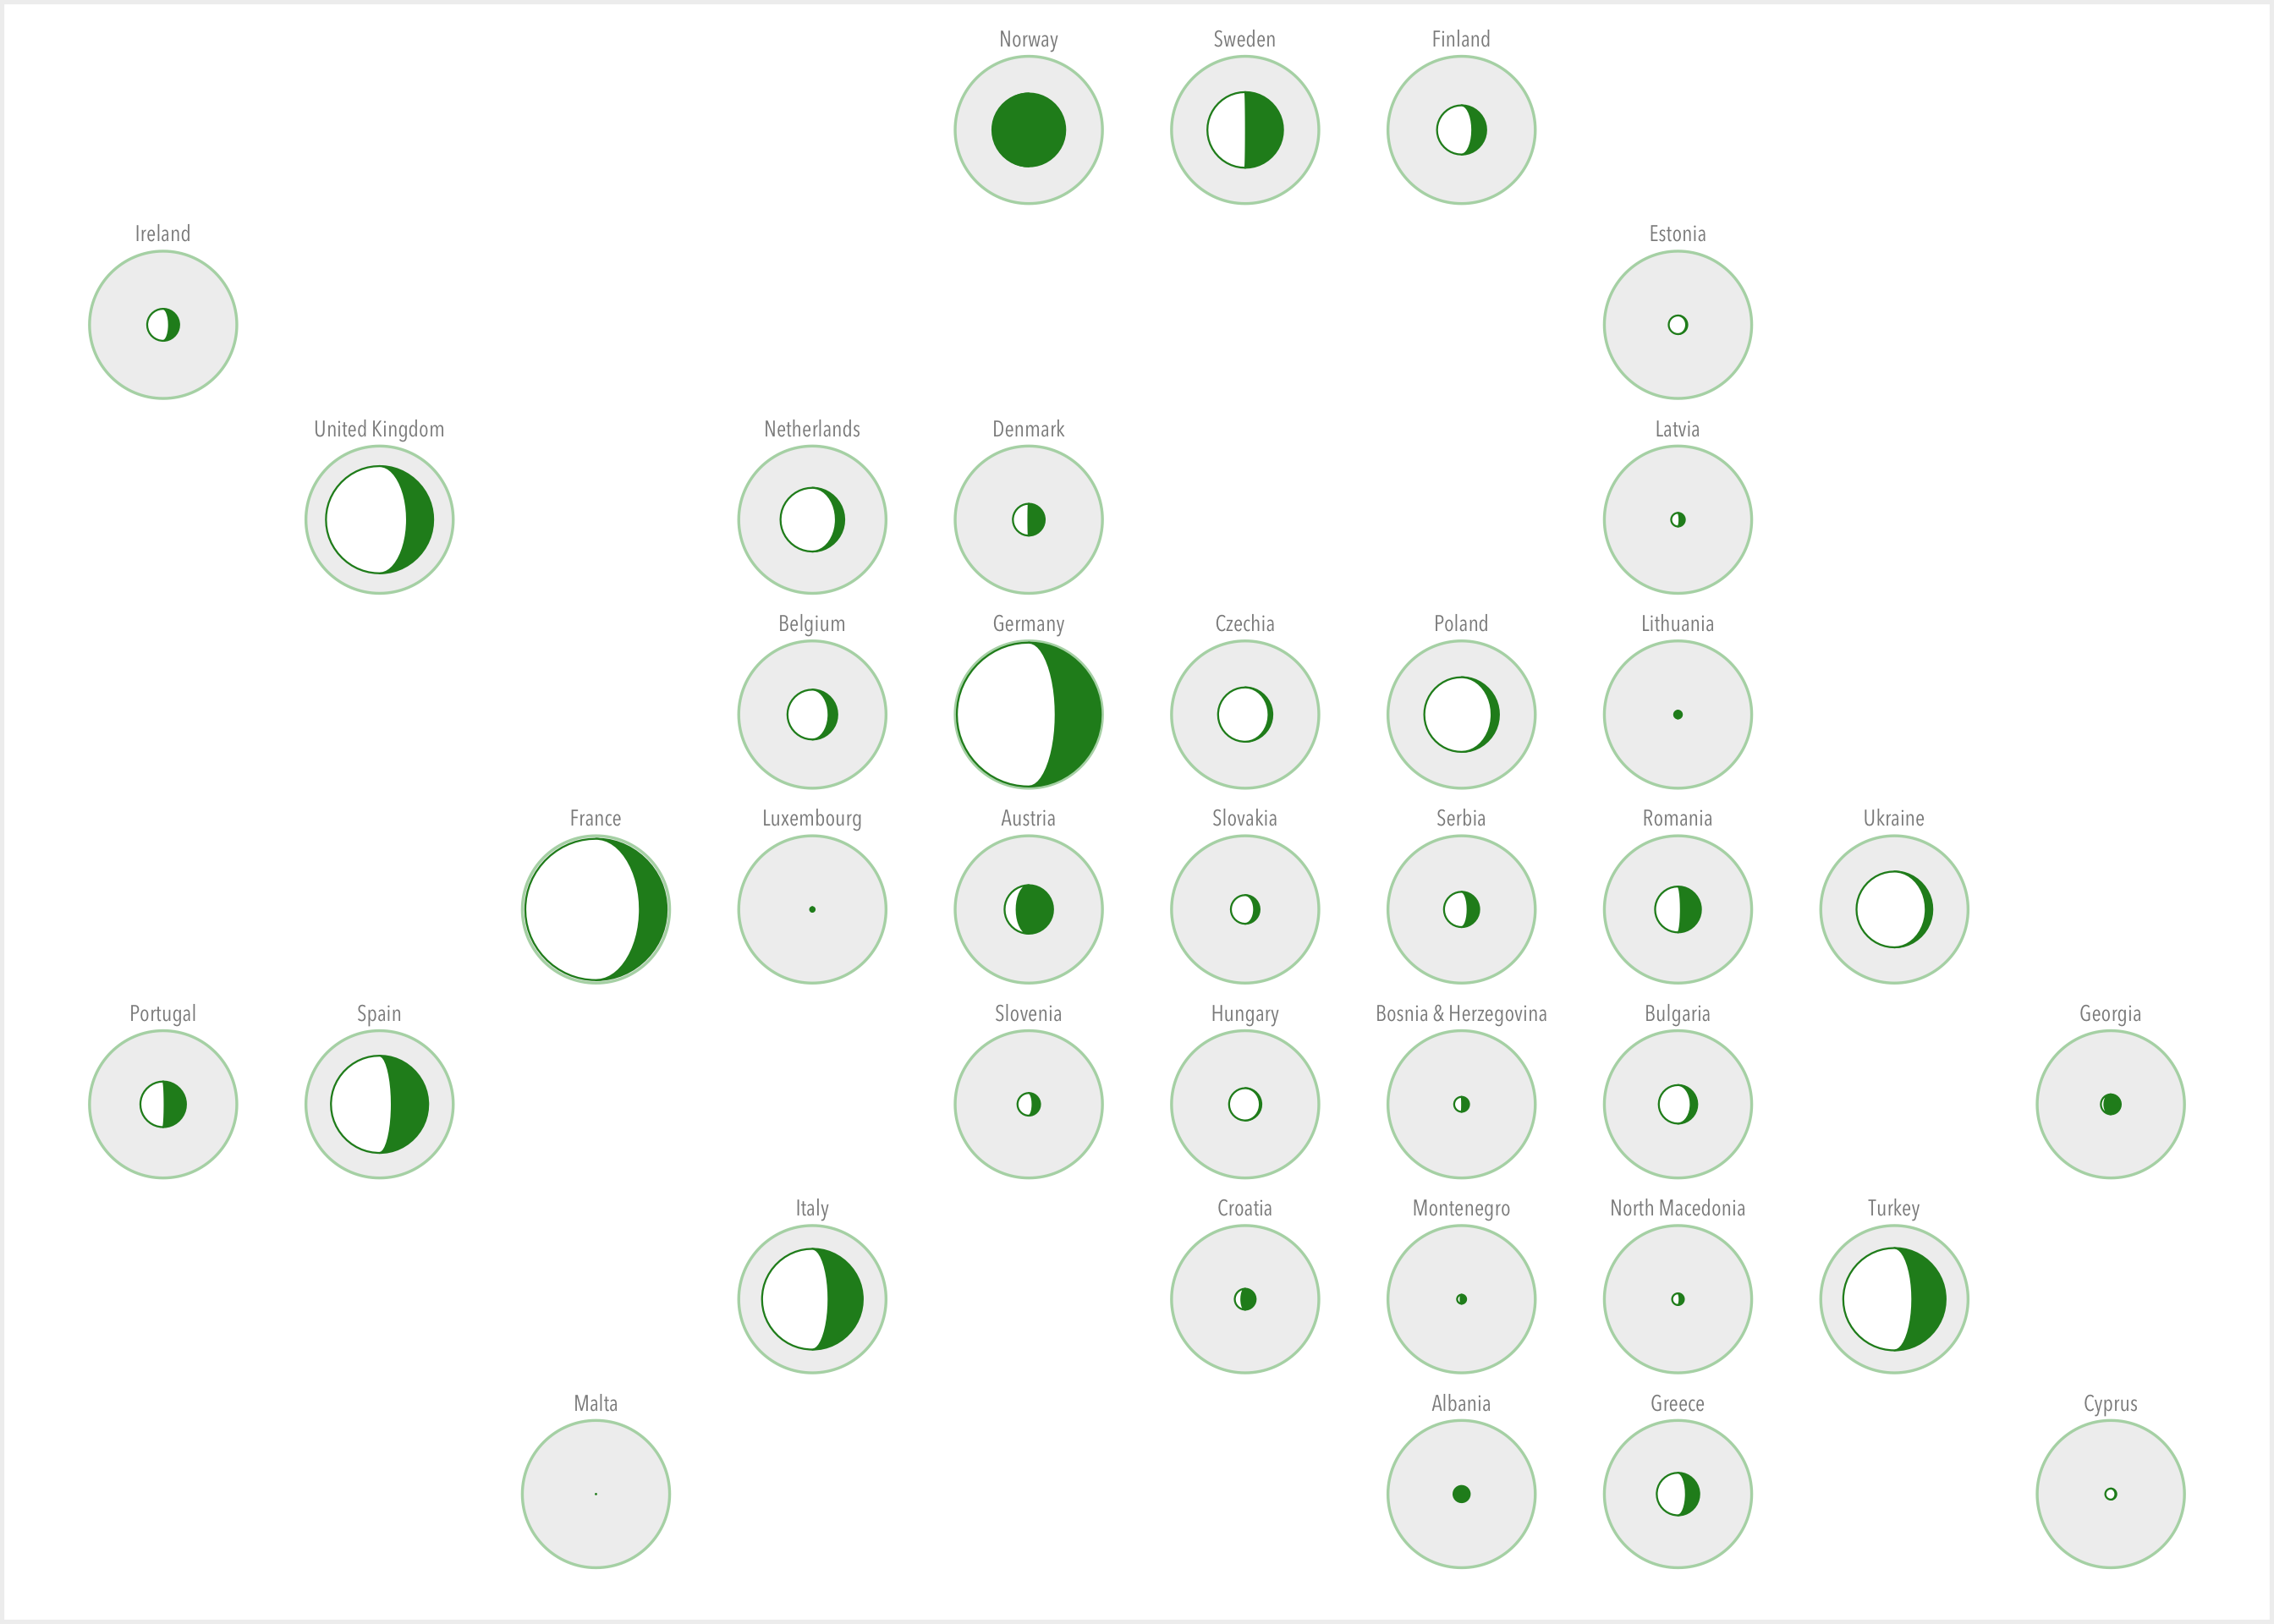 Norway
Sweden
Finland
Ireland
Estonia
United Kingdom
Netherlands
Denmark
Latvia
Belgium
Germany
Czechia
Poland
Lithuania
France
Luxembourg
Austria
Slovakia
Serbia
Romania
Ukraine
Portugal
Spain
Slovenia
Hungary
Bosnia & Herzegovina
Bulgaria
Georgia
Italy
Croatia
Montenegro
North Macedonia
Turkey
Malta
Albania
Greece
Cyprus